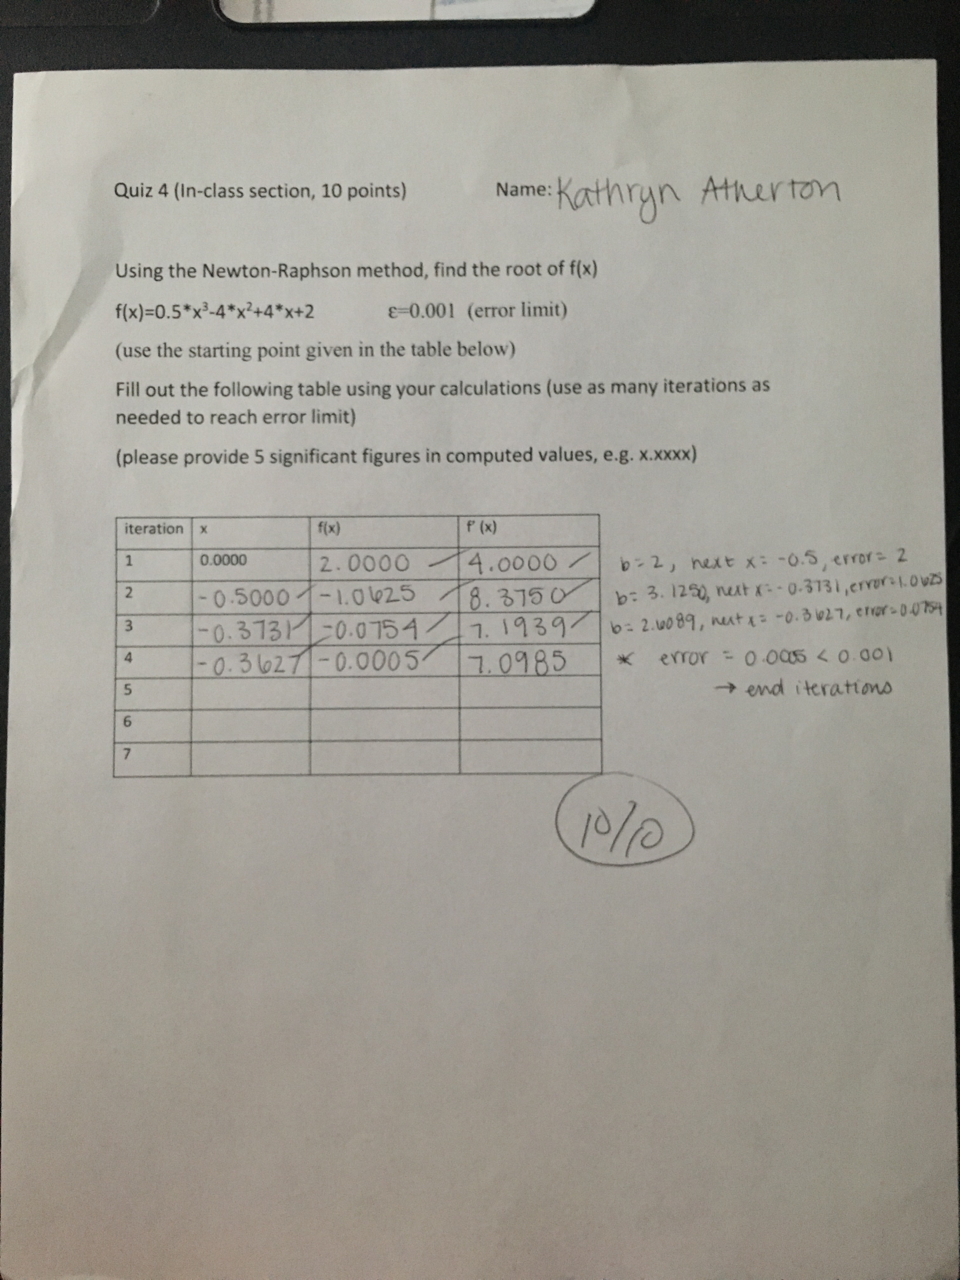 Quiz 4 (In-class section, 10 points) Name: Kathryn Atherton
Using the Newton-Raphson method, find the root of f(x)
f(x)=0.5*x³-4*x²+4*x+2 ε=0.001 (error limit)
(use the starting point given in the table below)
Fill out the following table using your calculations (use as many iterations as
needed to reach error limit)
(please provide 5 significant figures in computed values, e.g. x.xxxx)
iteration x f(x) f' (x)
1 0.0000 2.0000 4.0000 b=2, next x = -0.5, error = 2
2 -0.5000 -1.0625 8.3750 b= 3.1250, next x = -0.3731, error=1.0625
3 -0.3731 -0.0754 7.1939 b= 2.6089, next x = -0.3627, error=0.0754
4 -0.3627 -0.0005 7.0985 * error = 0.0005 < 0.001
5 → end iterations
6
7
10/10